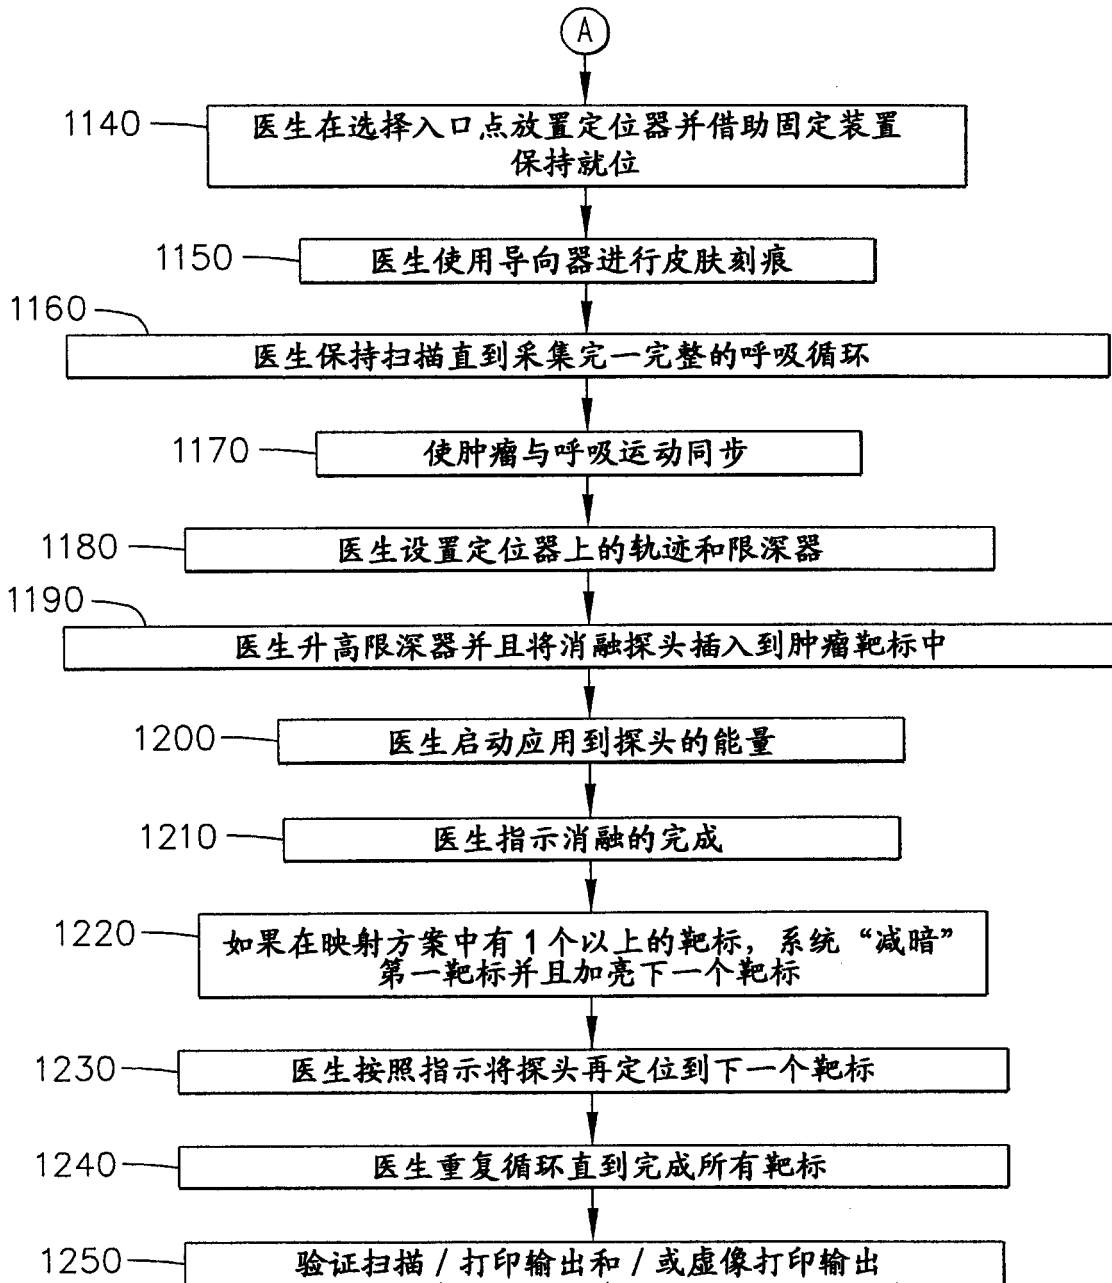 A
1140
医生在选择入口点放置定位器并借助固定装置
保持就位
1150
医生使用导向器进行皮肤刻痕
1160
医生保持扫描直到采集完一完整的呼吸循环
1170
使肿瘤与呼吸运动同步
1180
医生设置定位器上的轨迹和限深器
1190
医生升高限深器并且将消融探头插入到肿瘤靶标中
1200
医生启动应用到探头的能量
1210
医生指示消融的完成
1220
如果在映射方案中有1个以上的靶标，系统“减暗”
第一靶标并且加亮下一个靶标
1230
医生按照指示将探头再定位到下一个靶标
1240
医生重复循环直到完成所有靶标
1250
验证扫描/打印输出和/或虚像打印输出